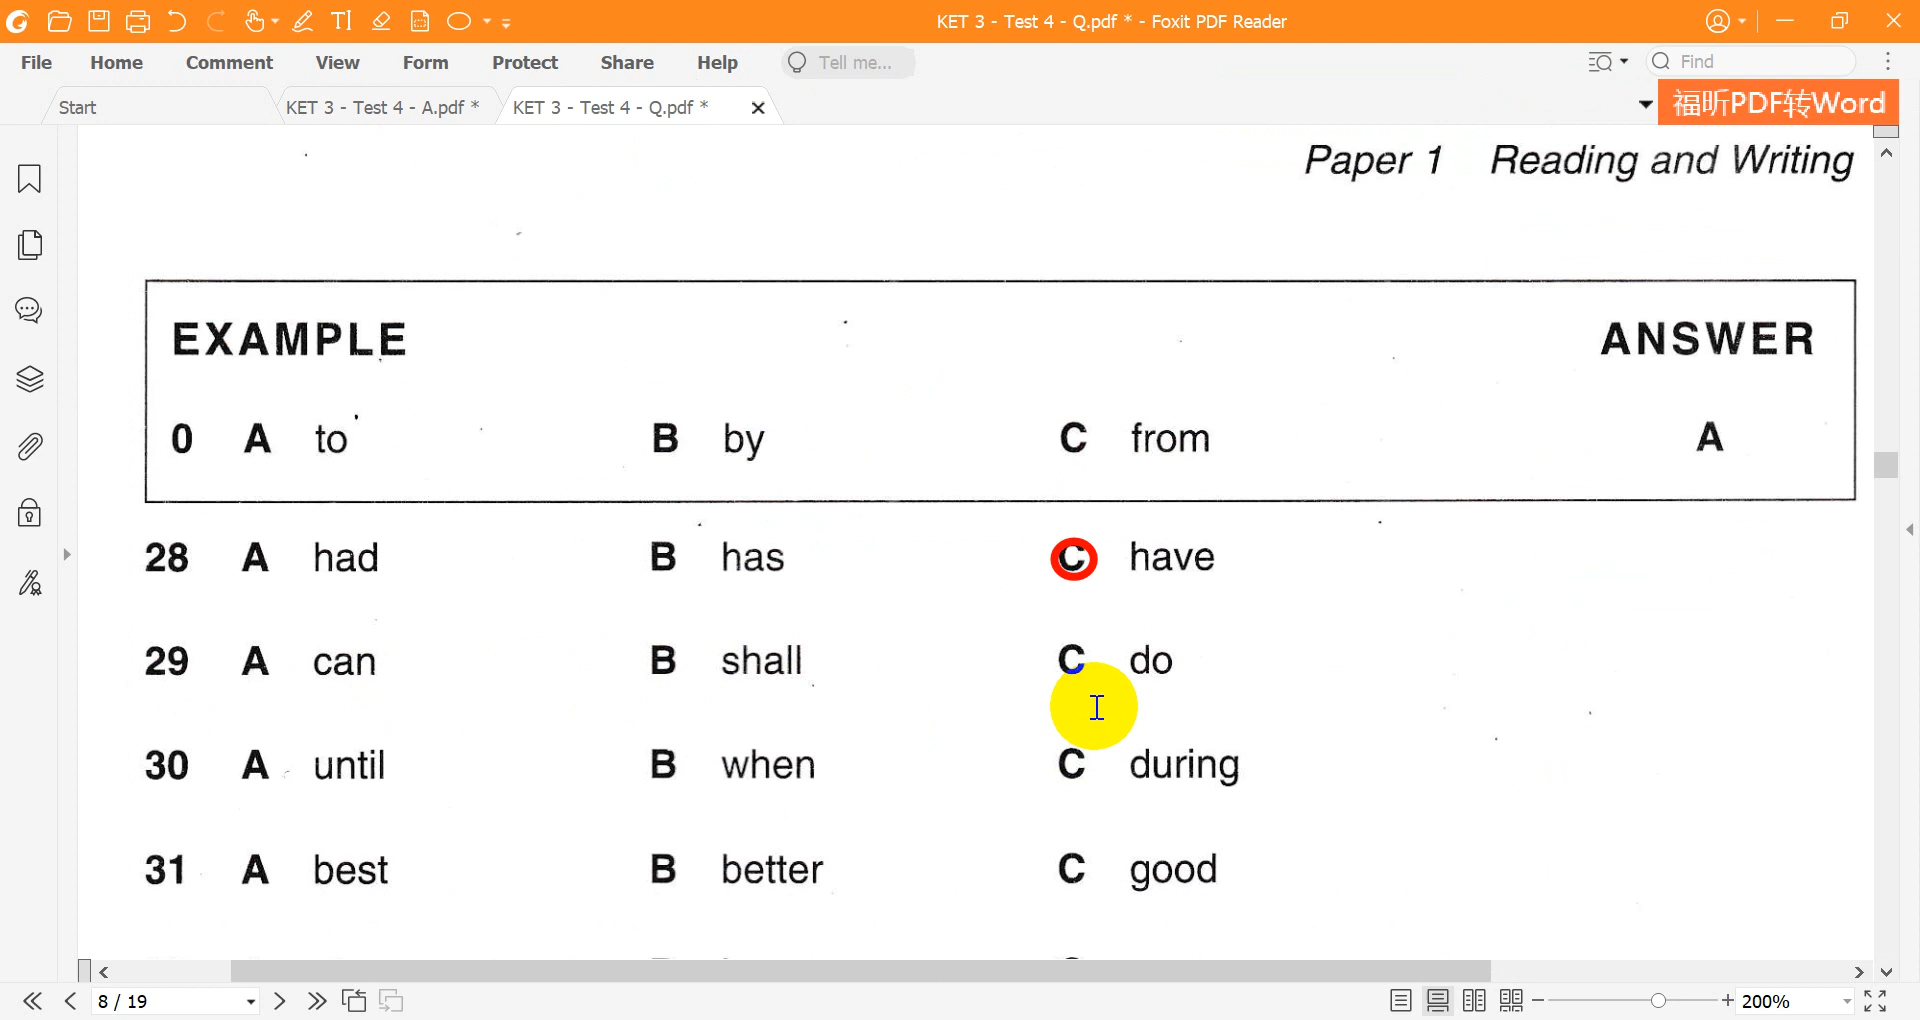 KET 3 - Test 4 - Q.pdf * - Foxit PDF Reader
File Home Comment View Form Protect Share Help Tell me... Find
Start KET 3 - Test 4 - A.pdf * KET 3 - Test 4 - Q.pdf * 福昕PDF转Word
Paper 1 Reading and Writing
EXAMPLE ANSWER
0 A to B by C from A
28 A had B has C have
29 A can B shall C do
30 A until B when C during
31 A best B better C good
8 / 19 200%